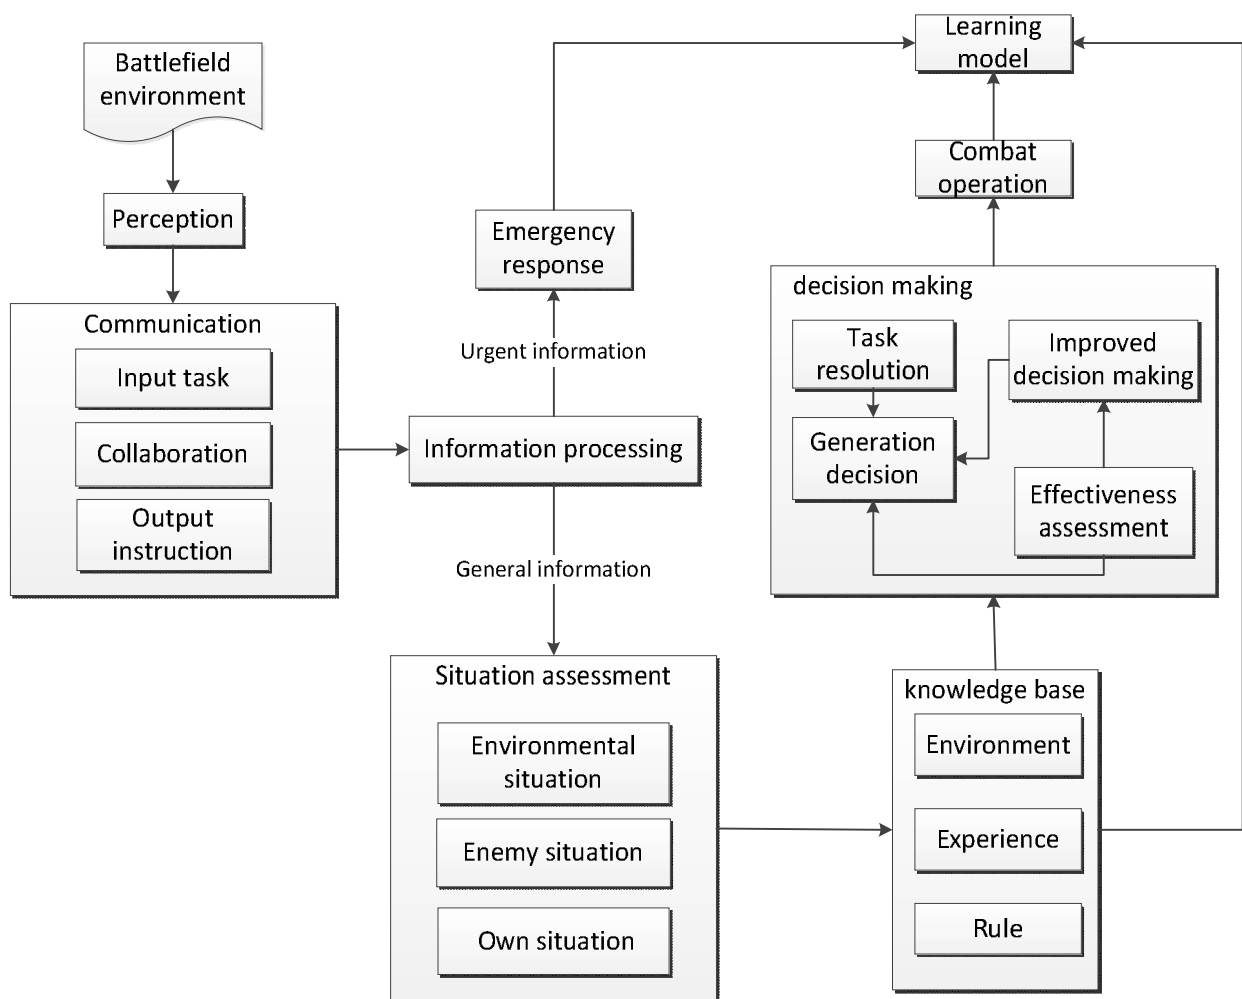 Battlefield
environment
Perception
Communication
Input task
Collaboration
Output
instruction
Emergency
response
Urgent information
Information processing
General information
Situation assessment
Environmental
situation
Enemy situation
Own situation
Learning
model
Combat
operation
decision making
Task
resolution
Improved
decision making
Generation
decision
Effectiveness
assessment
knowledge base
Environment
Experience
Rule